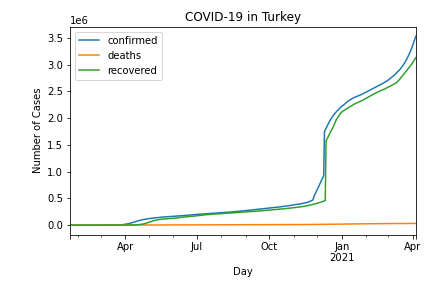 COVID-19 in Turkey
1e6
confirmed
deaths
recovered
3.5
3.0
2.5
2.0
1.5
1.0
0.5
0.0
Number of Cases
Apr
Jul
Oct
Jan
2021
Apr
Day